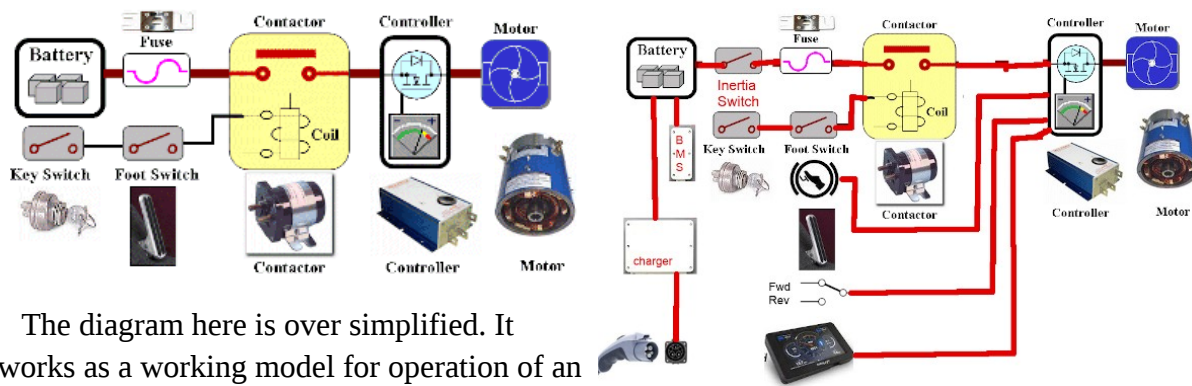 Contactor
Controller
Fuse
Motor
Battery
Coil
Key Switch
Foot Switch
Contactor
Controller
Motor
The diagram here is over simplified. It
works as a working model for operation of an
Controller
Contactor
Fuse
Motor
Battery
Inertia
Switch
Coil
B
M
S
Key Switch
Foot Switch
Contactor
Controller
Motor
charger
Fwd
Rev